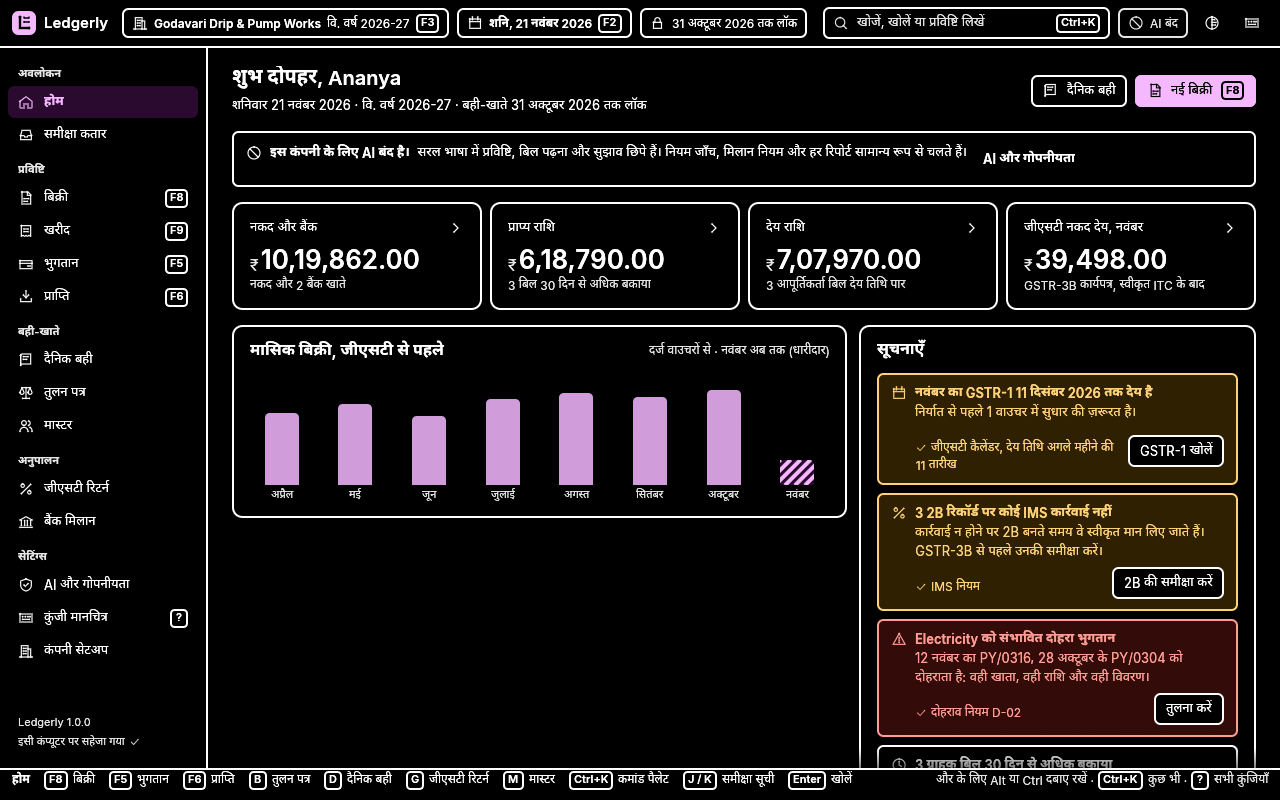 Ledgerly
Godavari Drip & Pump Works वि. वर्ष 2026-27 F3
शनि, 21 नवंबर 2026 F2
31 अक्टूबर 2026 तक लॉक
खोजें, खोलें या प्रविष्टि लिखें Ctrl+K
AI बंद
अवलोकन
होम
समीक्षा कतार
प्रविष्टि
बिक्री F8
खरीद F9
भुगतान F5
प्राप्ति F6
बही-खाते
दैनिक बही
तुलन पत्र
मास्टर
अनुपालन
जीएसटी रिटर्न
बैंक मिलान
सेटिंग्स
AI और गोपनीयता
कुंजी मानचित्र ?
कंपनी सेटअप
Ledgerly 1.0.0
इसी कंप्यूटर पर सहेजा गया ✓
शुभ दोपहर, Ananya
शनिवार 21 नवंबर 2026 · वि. वर्ष 2026-27 · बही-खाते 31 अक्टूबर 2026 तक लॉक
दैनिक बही
नई बिक्री F8
इस कंपनी के लिए AI बंद है। सरल भाषा में प्रविष्टि, बिल पढ़ना और सुझाव छिपे हैं। नियम जाँच, मिलान नियम और हर रिपोर्ट सामान्य रूप से चलते हैं।
AI और गोपनीयता
नकद और बैंक
₹10,19,862.00
नकद और 2 बैंक खाते
प्राप्य राशि
₹6,18,790.00
3 बिल 30 दिन से अधिक बकाया
देय राशि
₹7,07,970.00
3 आपूर्तिकर्ता बिल देय तिथि पार
जीएसटी नकद देय, नवंबर
₹39,498.00
GSTR-3B कार्यपत्र, स्वीकृत ITC के बाद
मासिक बिक्री, जीएसटी से पहले
दर्ज वाउचरों से · नवंबर अब तक (धारीदार)
अप्रैल मई जून जुलाई अगस्त सितंबर अक्टूबर नवंबर
सूचनाएँ
नवंबर का GSTR-1 11 दिसंबर 2026 तक देय है
निर्यात से पहले 1 वाउचर में सुधार की ज़रूरत है।
✓ जीएसटी कैलेंडर, देय तिथि अगले महीने की
11 तारीख
GSTR-1 खोलें
3 2B रिकॉर्ड पर कोई IMS कार्रवाई नहीं
कार्रवाई न होने पर 2B बनते समय वे स्वीकृत मान लिए जाते हैं।
GSTR-3B से पहले उनकी समीक्षा करें।
✓ IMS नियम
2B की समीक्षा करें
Electricity को संभावित दोहरा भुगतान
12 नवंबर का PY/0316, 28 अक्टूबर के PY/0304 को
दोहराता है: वही खाता, वही राशि और वही विवरण।
✓ दोहराव नियम D-02
तुलना करें
3 ग्राहक बिल 30 दिन से अधिक बकाया
होम F8 बिक्री F5 भुगतान F6 प्राप्ति B तुलन पत्र D दैनिक बही G जीएसटी रिटर्न M मास्टर Ctrl+K कमांड पैलेट J / K समीक्षा सूची Enter खोलें
और के लिए Alt या Ctrl दबाए रखें · Ctrl+K कुछ भी · ? सभी कुंजियाँ